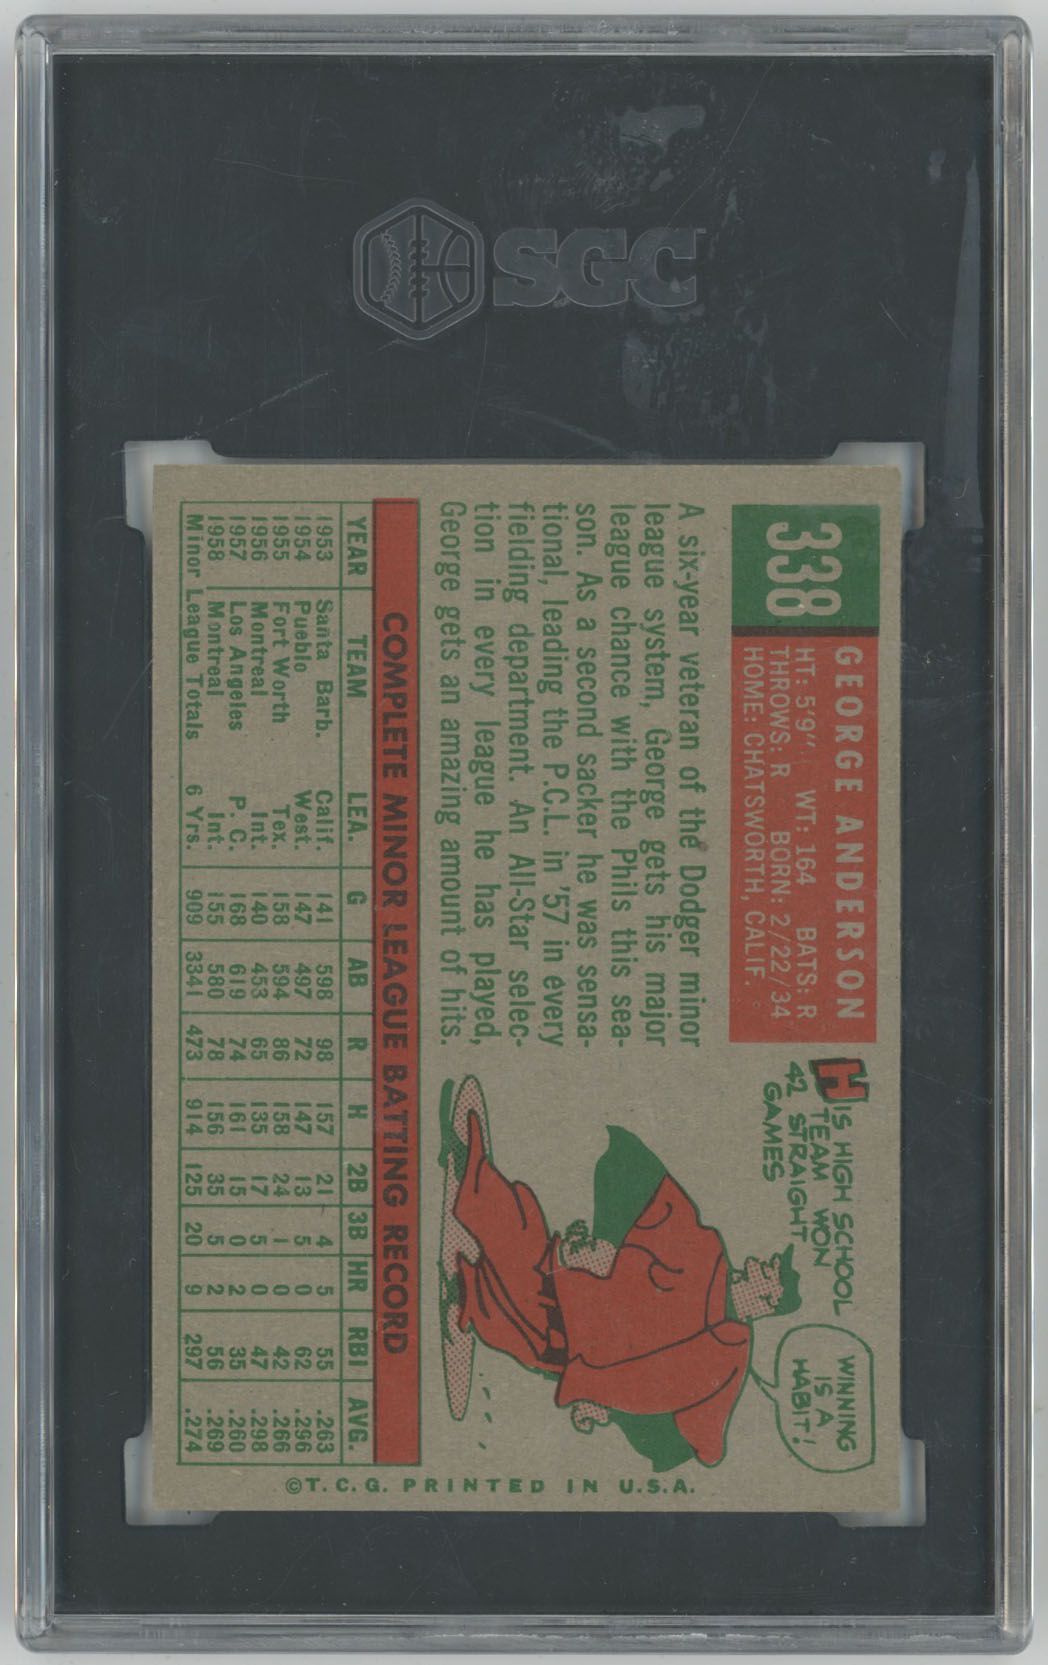 SGC
338
GEORGE ANDERSON
HT: 5'9" WT: 164 BATS: R
THROWS: R BORN: 2/22/34
HOME: CHATSWORTH, CALIF.
A six-year veteran of the Dodger minor
league system, George gets his major
league chance with the Phils this sea-
son. As a second sacker he was sensa-
tional, leading the P.C.L. in '57 in every
fielding department. An All-Star selec-
tion in every league he has played,
George gets an amazing amount of hits.
HIS HIGH SCHOOL
TEAM WON
42 STRAIGHT
GAMES
WINNING
IS A
HABIT!
COMPLETE MINOR LEAGUE BATTING RECORD
YEAR TEAM LEA. G AB R H 2B 3B HR RBI AVG.
1953 Santa Barb. Calif. 141 598 98 157 21 4 5 55 .263
1954 Pueblo West. 147 497 72 147 13 5 0 62 .296
1955 Fort Worth Tex. 158 594 86 158 24 1 0 42 .266
1956 Montreal Int. 140 453 65 135 17 5 0 47 .298
1957 Los Angeles P. C. 168 619 74 161 15 0 2 35 .260
1958 Montreal Int. 155 580 78 156 35 5 2 56 .269
Minor League Totals 6 Yrs. 909 3341 473 914 125 20 9 297 .274
©T.C.G. PRINTED IN U.S.A.